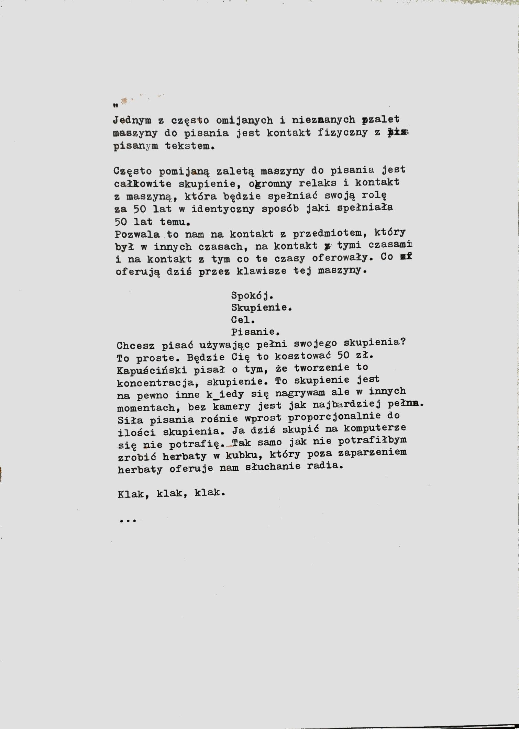 "
Jednym z często omijanych i nieznanych zalet
maszyny do pisania jest kontakt fizyczny z
pisanym tekstem.
Często pomijaną zaletą maszyny do pisania jest
całkowite skupienie, ogromny relaks i kontakt
z maszyną, która będzie spełniać swoją rolę
za 50 lat w identyczny sposób jaki spełniała
50 lat temu.
Pozwala to nam na kontakt z przedmiotem, który
był w innych czasach, na kontakt z tymi czasami
i na kontakt z tym co te czasy oferowały. Co
oferują dziś przez klawisze tej maszyny.
Spokój.
Skupienie.
Cel.
Pisanie.
Chcesz pisać używając pełni swojego skupienia?
To proste. Będzie Cię to kosztować 50 zł.
Kapuściński pisał o tym, że tworzenie to
koncentracja, skupienie. To skupienie jest
na pewno inne k_iedy się nagrywam ale w innych
momentach, bez kamery jest jak najbardziej pełna.
Siła pisania rośnie wprost proporcjonalnie do
ilości skupienia. Ja dziś skupić na komputerze
się nie potrafię. Tak samo jak nie potrafiłbym
zrobić herbaty w kubku, który poza zaparzeniem
herbaty oferuje nam słuchanie radia.
Klak, klak, klak.
...